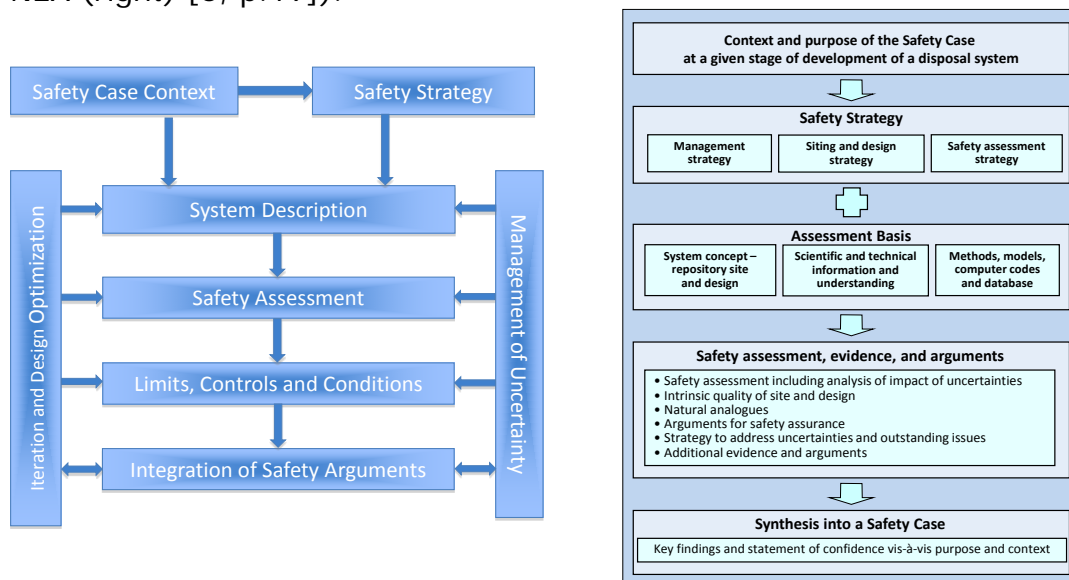 NEA (right) [3, p.17]).
Safety Case Context
Safety Strategy
System Description
Safety Assessment
Limits, Controls and Conditions
Integration of Safety Arguments
Iteration and Design Optimization
Management of Uncertainty
Context and purpose of the Safety Case
at a given stage of development of a disposal system
Safety Strategy
Management
strategy
Siting and design
strategy
Safety assessment
strategy
Assessment Basis
System concept –
repository site
and design
Scientific and technical
information and
understanding
Methods, models,
computer codes
and database
Safety assessment, evidence, and arguments
• Safety assessment including analysis of impact of uncertainties
• Intrinsic quality of site and design
• Natural analogues
• Arguments for safety assurance
• Strategy to address uncertainties and outstanding issues
• Additional evidence and arguments
Synthesis into a Safety Case
Key findings and statement of confidence vis-à-vis purpose and context